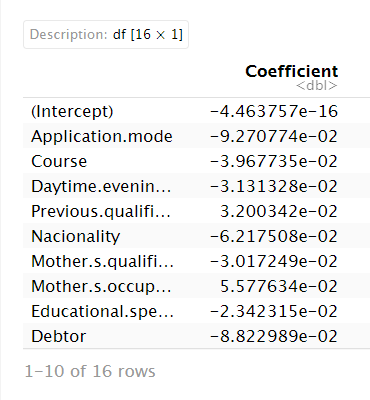 Description: df [16 × 1]
Coefficient
<dbl>
(Intercept) -4.463757e-16
Application.mode -9.270774e-02
Course -3.967735e-02
Daytime.evenin... -3.131328e-02
Previous.qualifi... 3.200342e-02
Nacionality -6.217508e-02
Mother.s.qualifi... -3.017249e-02
Mother.s.occup... 5.577634e-02
Educational.spe... -2.342315e-02
Debtor -8.822989e-02
1-10 of 16 rows